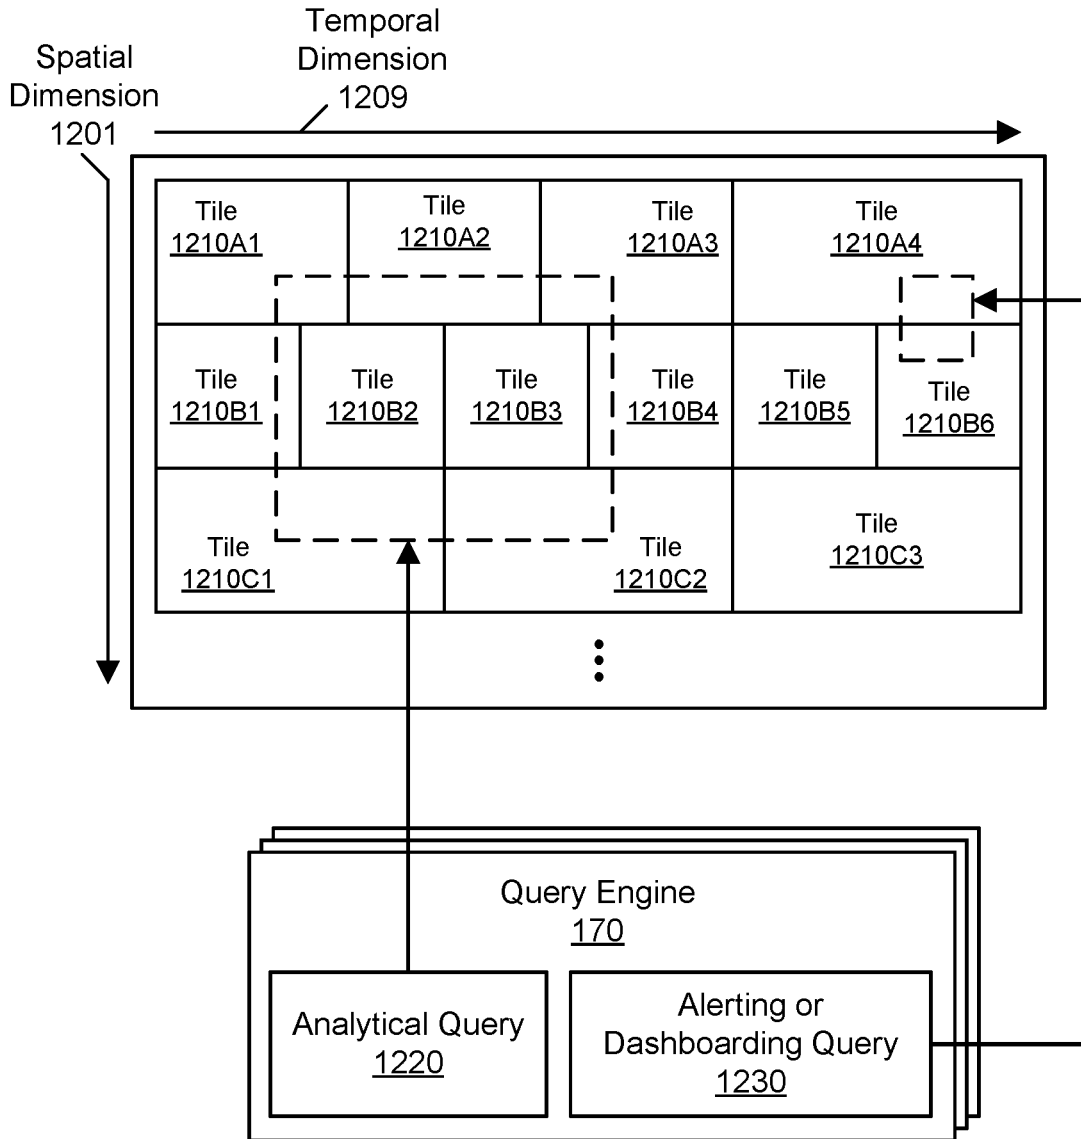 Temporal
Dimension
1209
Spatial
Dimension
1201
Tile
1210A1
Tile
1210A2
Tile
1210A3
Tile
1210A4
Tile
1210B1
Tile
1210B2
Tile
1210B3
Tile
1210B4
Tile
1210B5
Tile
1210B6
Tile
1210C1
Tile
1210C2
Tile
1210C3
Query Engine
170
Analytical Query
1220
Alerting or
Dashboarding Query
1230